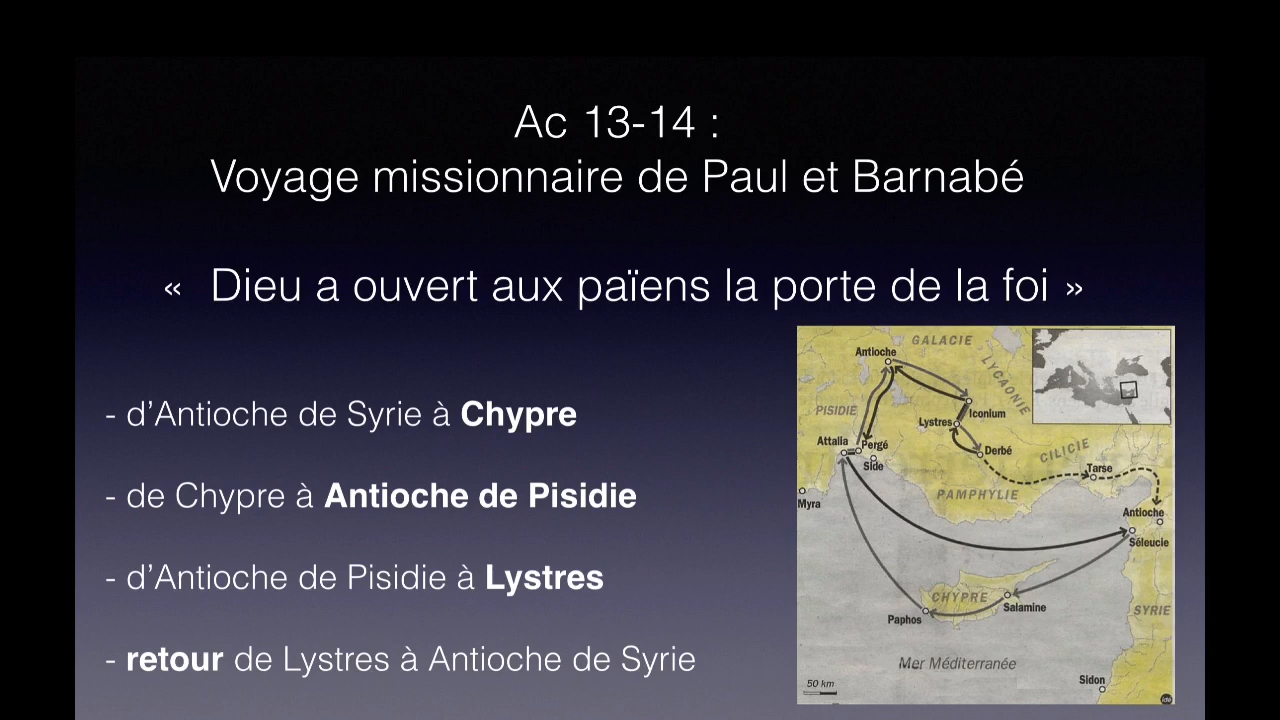 Ac 13-14 :
Voyage missionnaire de Paul et Barnabé
«  Dieu a ouvert aux païens la porte de la foi »
- d’Antioche de Syrie à Chypre
- de Chypre à Antioche de Pisidie
- d’Antioche de Pisidie à Lystres
- retour de Lystres à Antioche de Syrie
GALACIE
Antioche
LYCAONIE
PISIDIE
Iconium
Lystres
Attalia
Pergé
Derbé
CILICIE
Side
Tarse
PAMPHYLIE
Myra
Antioche
Séleucie
CHYPRE
Salamine
SYRIE
Paphos
Mer Méditerranée
Sidon
50 km
ide